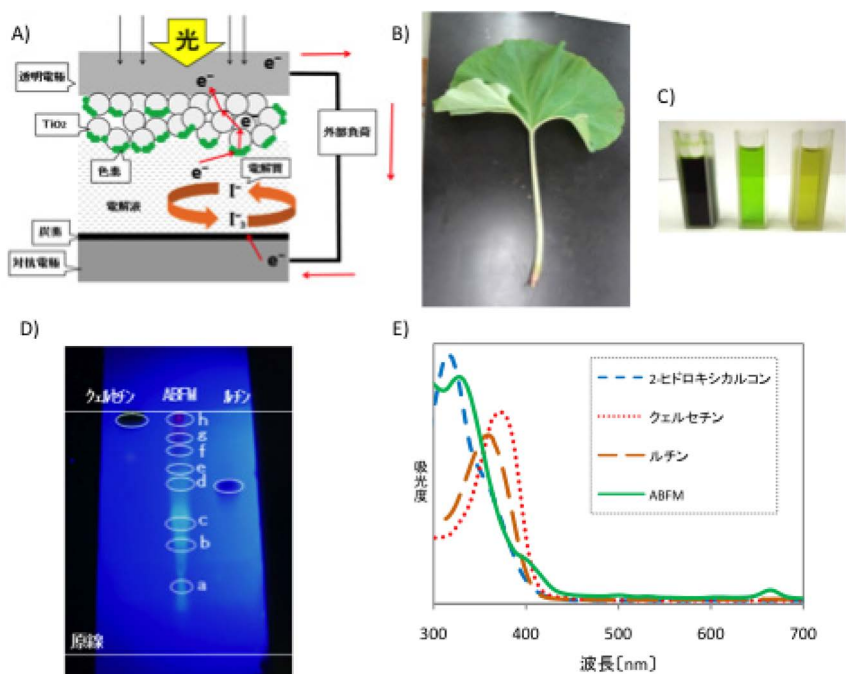 A)
光
透明電極
e⁻
TiO₂
e⁻
外部負荷
色素
電解質
e⁻
I⁻
電解液
I⁻₃
炭素
対抗電極
e⁻
B)
C)
D)
クェルセチン
ABFM
ルチン
h
g
f
e
d
c
b
a
原線
E)
2-ヒドロキシカルコン
クェルセチン
ルチン
ABFM
吸光度
300
400
500
600
700
波長〔nm〕